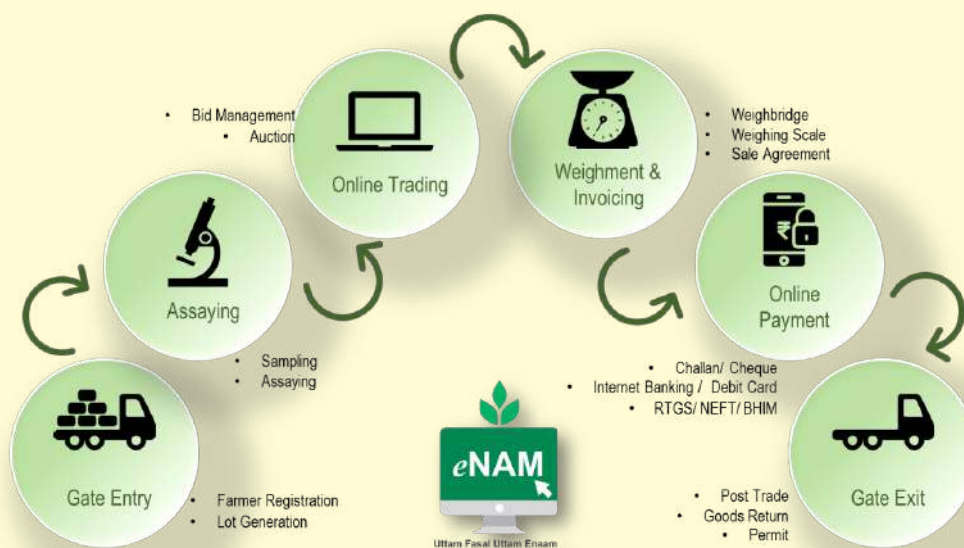 Gate Entry
• Farmer Registration
• Lot Generation
Assaying
• Sampling
• Assaying
• Bid Management
• Auction
Online Trading
Weighment &
Invoicing
• Weighbridge
• Weighing Scale
• Sale Agreement
₹
Online
Payment
• Challan/ Cheque
• Internet Banking / Debit Card
• RTGS/ NEFT/ BHIM
Gate Exit
• Post Trade
• Goods Return
• Permit
eNAM
Uttam Fasal Uttam Enaam